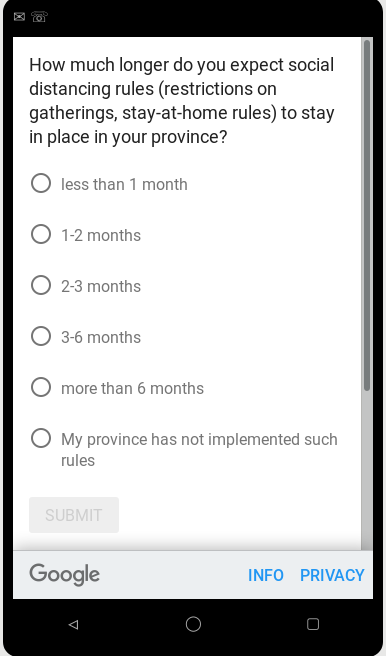 How much longer do you expect social
distancing rules (restrictions on
gatherings, stay-at-home rules) to stay
in place in your province?
less than 1 month
1-2 months
2-3 months
3-6 months
more than 6 months
My province has not implemented such
rules
SUBMIT
Google INFO PRIVACY